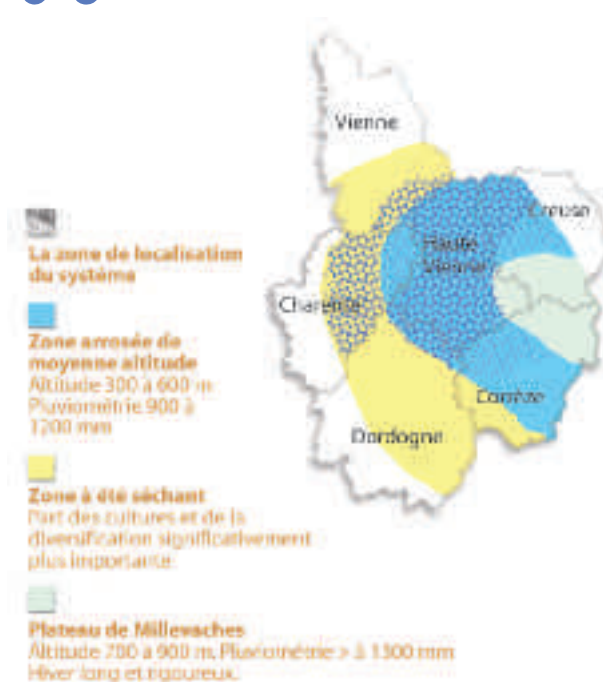 Vienne
Creuse
Haute
Vienne
Charente
Corrèze
Dordogne
La zone de localisation
du système
Zone arrosée de
moyenne altitude
Altitude 300 à 600 m
Pluviométrie 900 à
1200 mm
Zone à été séchant
Part des cultures et de la
diversification significativement
plus importante
Plateau de Millevaches
Altitude 700 à 900 m, Pluviométrie > à 1300 mm
Hiver long et rigoureux.